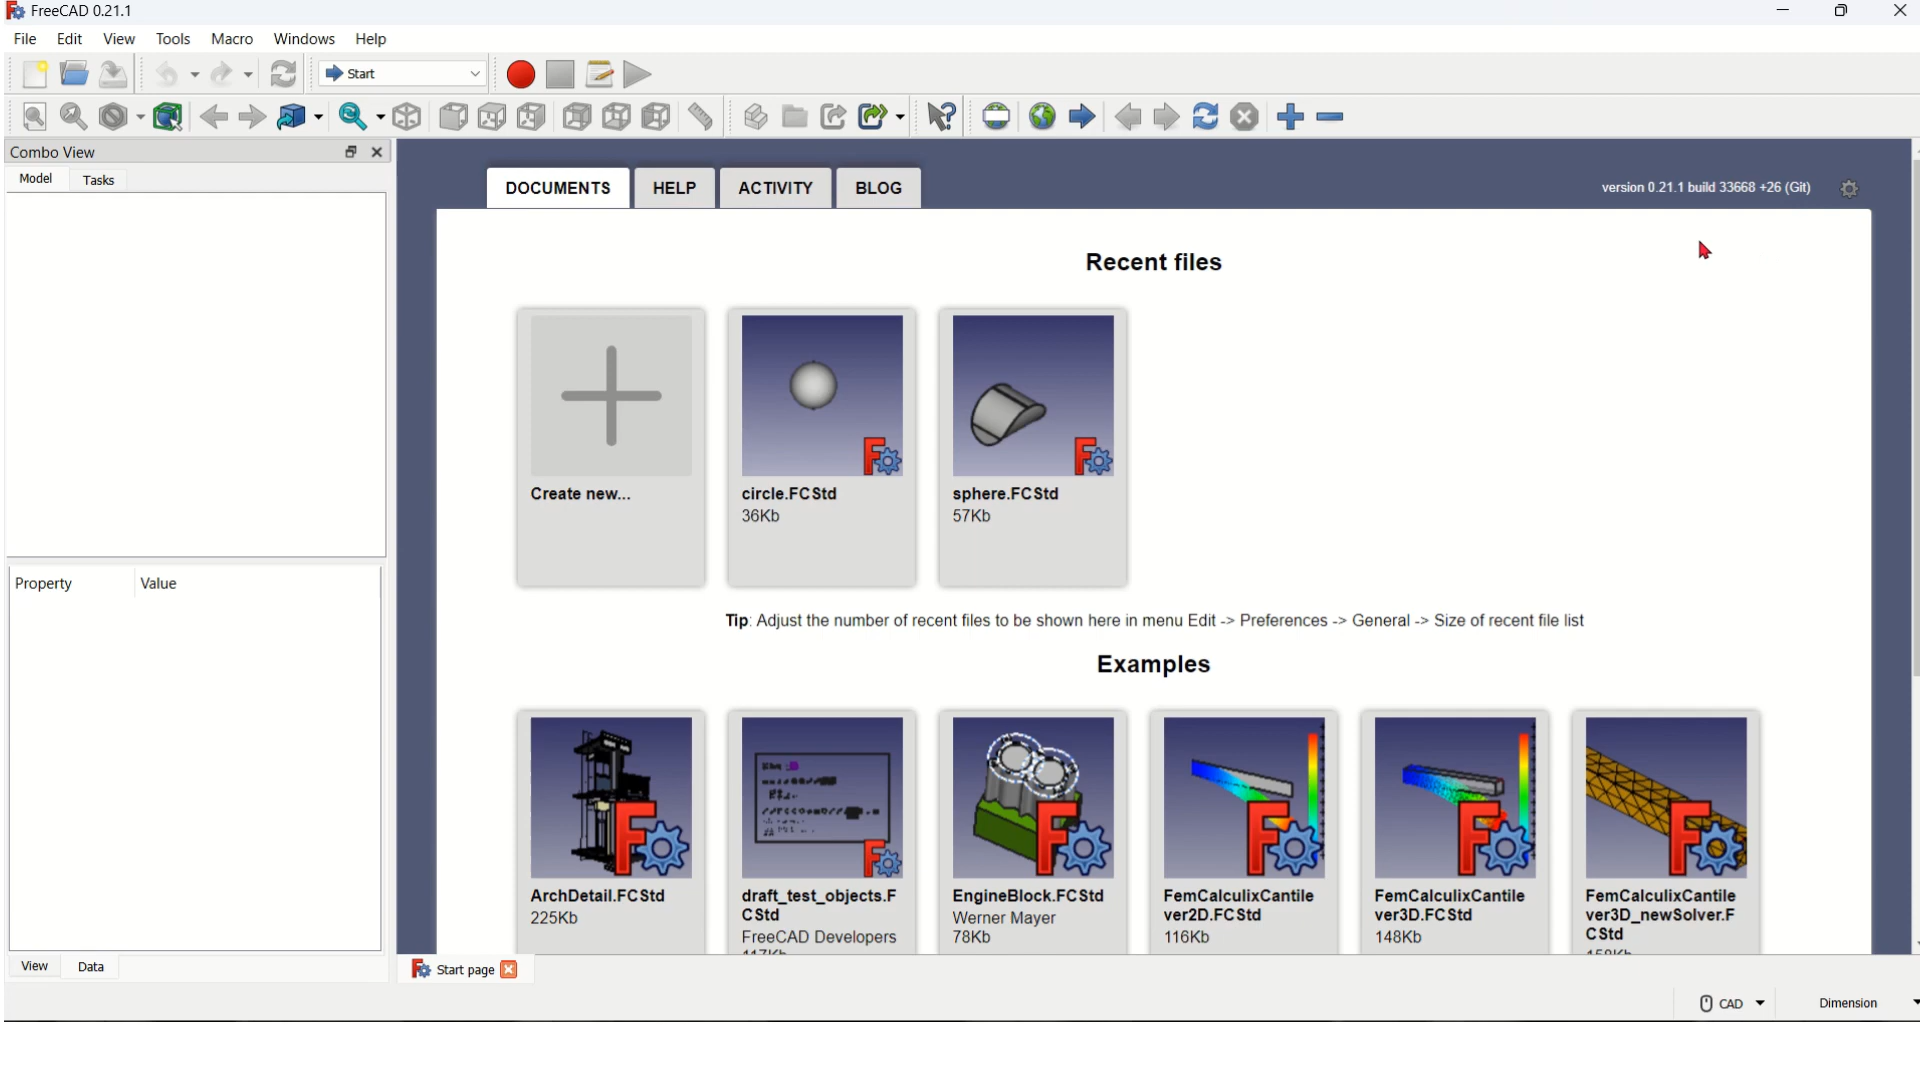 FreeCAD 0.21.1
File Edit View Tools Macro Windows Help
Start
Combo View
Model Tasks
DOCUMENTS HELP ACTIVITY BLOG
version 0.21.1 build 33668 +26 (Git)
Recent files
Create new...
circle.FCStd
36Kb
sphere.FCStd
57Kb
Property Value
Tip: Adjust the number of recent files to be shown here in menu Edit -> Preferences -> General -> Size of recent file list
Examples
ArchDetail.FCStd
225Kb
draft_test_objects.F
CStd
FreeCAD Developers
EngineBlock.FCStd
Werner Mayer
78Kb
FemCalculixCantile
ver2D.FCStd
116Kb
FemCalculixCantile
ver3D.FCStd
148Kb
FemCalculixCantile
ver3D_newSolver.F
CStd
View Data
Start page
CAD
Dimension